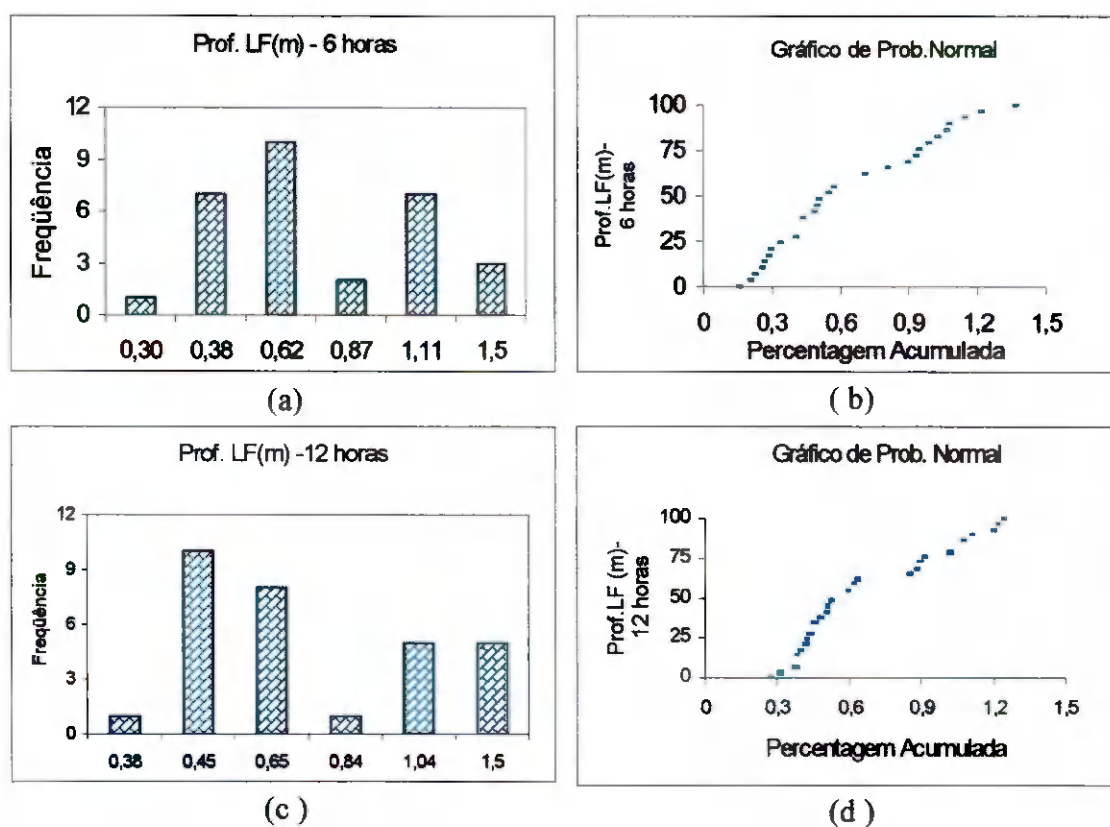 Prof. LF(m) - 6 horas
Freqüência
12
9
6
3
0
0,30 0,38 0,62 0,87 1,11 1,5
(a)
Gráfico de Prob.Normal
Prof.LF(m)-
6 horas
100
75
50
25
0
0 0,3 0,6 0,9 1,2 1,5
Percentagem Acumulada
( b)
Prof. LF(m) -12 horas
Freqüência
12
9
6
3
0
0,38 0,45 0,65 0,84 1,04 1,5
(c )
Gráfico de Prob. Normal
Prof.LF (m)-
12 horas
100
75
50
25
0
0 0,3 0,6 0,9 1,2 1,5
Percentagem Acumulada
(d )